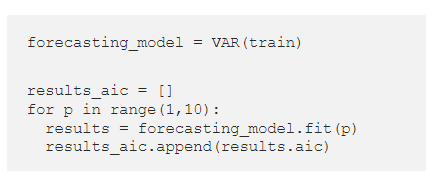 forecasting_model = VAR(train)
results_aic = []
for p in range(1,10):
  results = forecasting_model.fit(p)
  results_aic.append(results.aic)